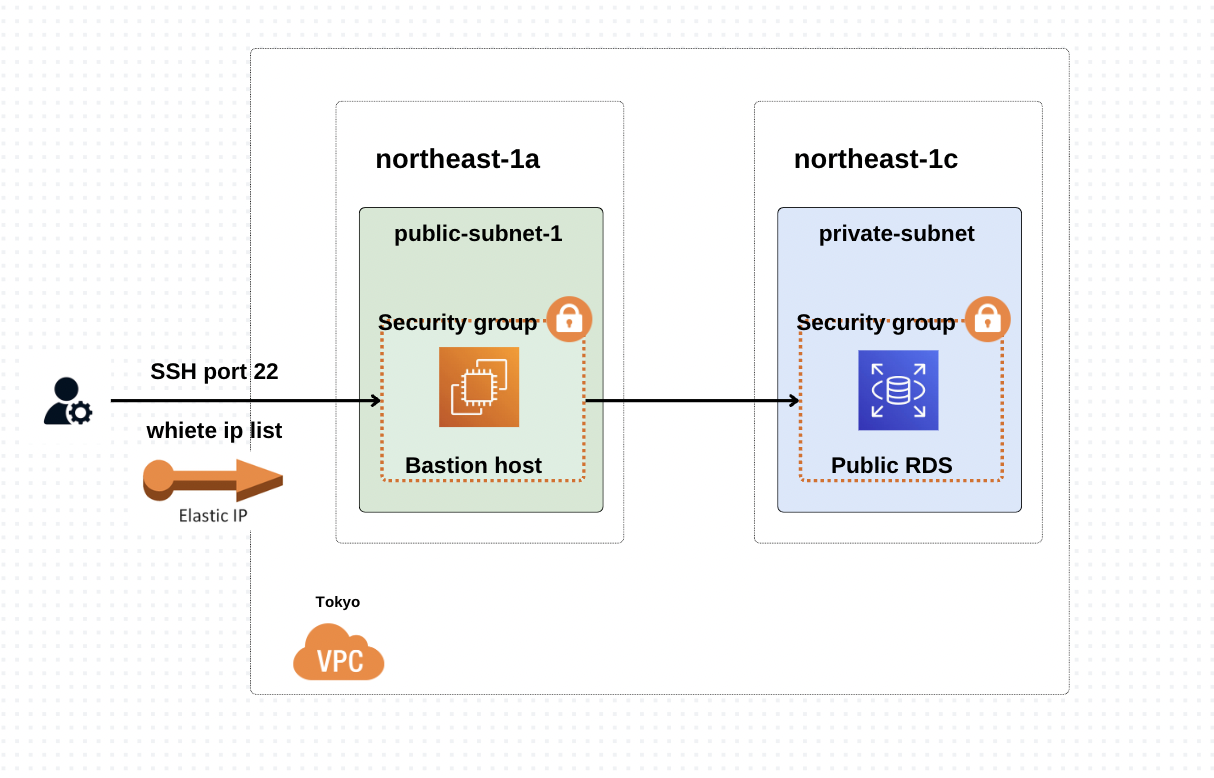 northeast-1a
northeast-1c
public-subnet-1
private-subnet
Security group
Security group
SSH port 22
whiete ip list
Elastic IP
Bastion host
Public RDS
Tokyo
VPC